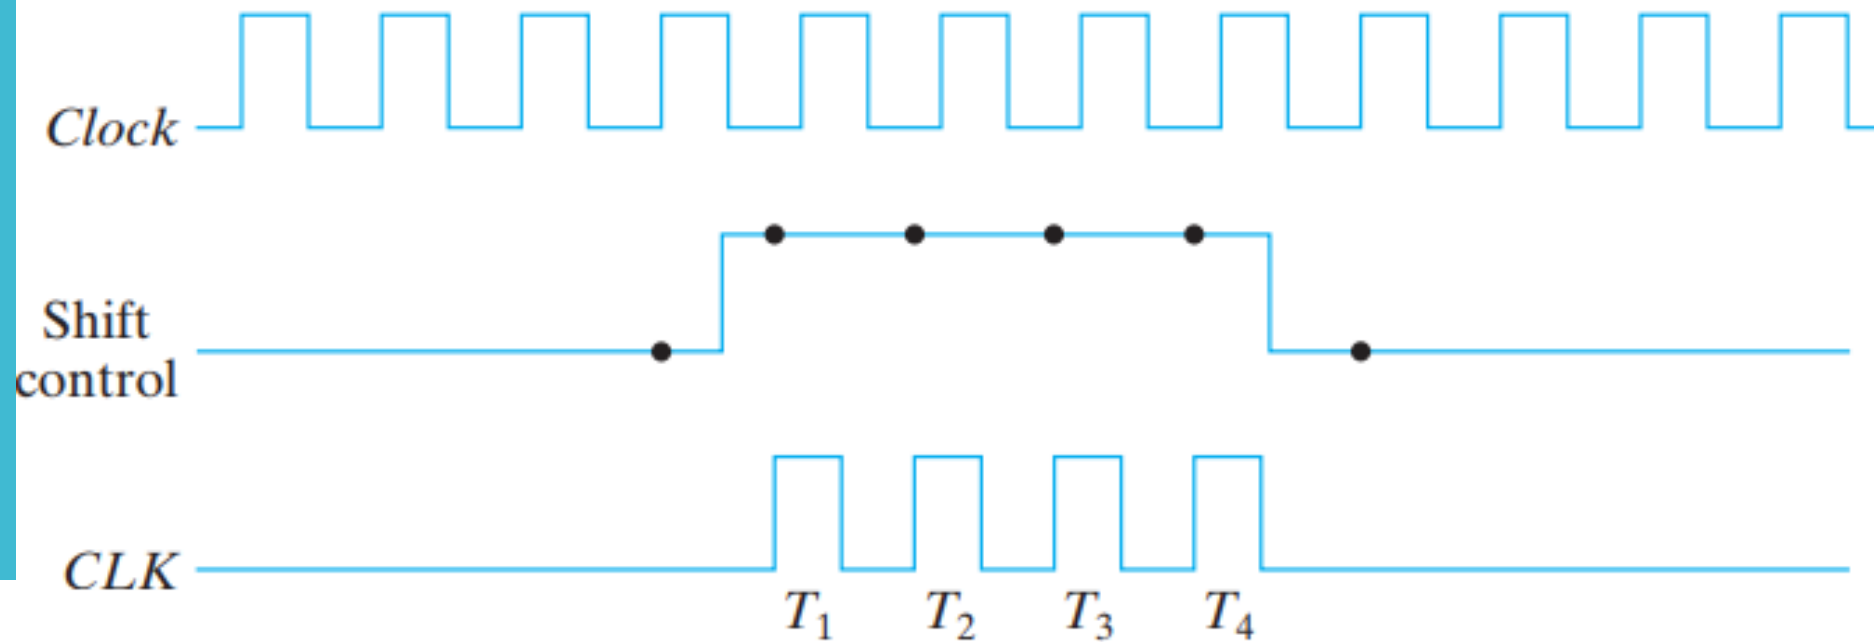 Clock
Shift
control
CLK
T₁ T₂ T₃ T₄